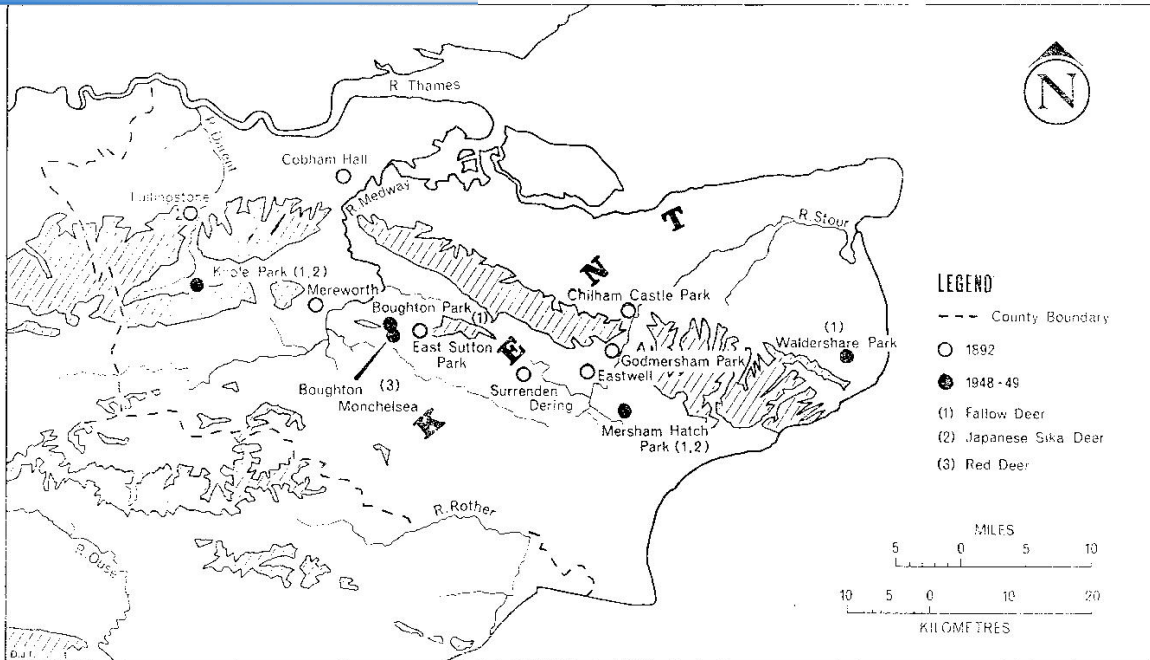 R. Thames
R. Darent
Cobham Hall
R. Medway
Lullingstone
Knole Park (1,2)
Mereworth
Boughton Park
(1)
East Sutton
Park
Boughton
Monchelsea
(3)
Surrenden
Dering
Chilham Castle Park
Godmersham Park
Eastwell
Mersham Hatch
Park (1,2)
(1)
Waldershare Park
R. Stour
R. Rother
R. Ouse
K E N T
N
LEGEND
County Boundary
1892
1948 - 49
(1) Fallow Deer
(2) Japanese Sika Deer
(3) Red Deer
MILES
5 0 5 10
10 5 0 10 20
KILOMETRES
D.J.T.